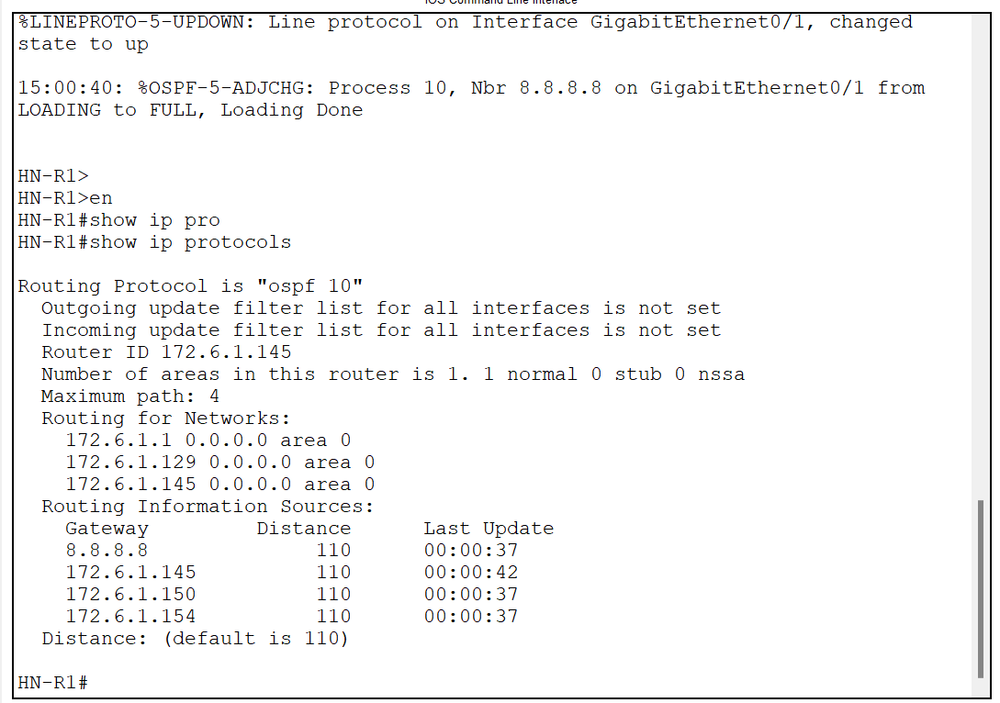 IOS Command Line Interface
%LINEPROTO-5-UPDOWN: Line protocol on Interface GigabitEthernet0/1, changed
state to up
15:00:40: %OSPF-5-ADJCHG: Process 10, Nbr 8.8.8.8 on GigabitEthernet0/1 from
LOADING to FULL, Loading Done
HN-R1>
HN-R1>en
HN-R1#show ip pro
HN-R1#show ip protocols
Routing Protocol is "ospf 10"
Outgoing update filter list for all interfaces is not set
Incoming update filter list for all interfaces is not set
Router ID 172.6.1.145
Number of areas in this router is 1. 1 normal 0 stub 0 nssa
Maximum path: 4
Routing for Networks:
172.6.1.1 0.0.0.0 area 0
172.6.1.129 0.0.0.0 area 0
172.6.1.145 0.0.0.0 area 0
Routing Information Sources:
Gateway Distance Last Update
8.8.8.8 110 00:00:37
172.6.1.145 110 00:00:42
172.6.1.150 110 00:00:37
172.6.1.154 110 00:00:37
Distance: (default is 110)
HN-R1#